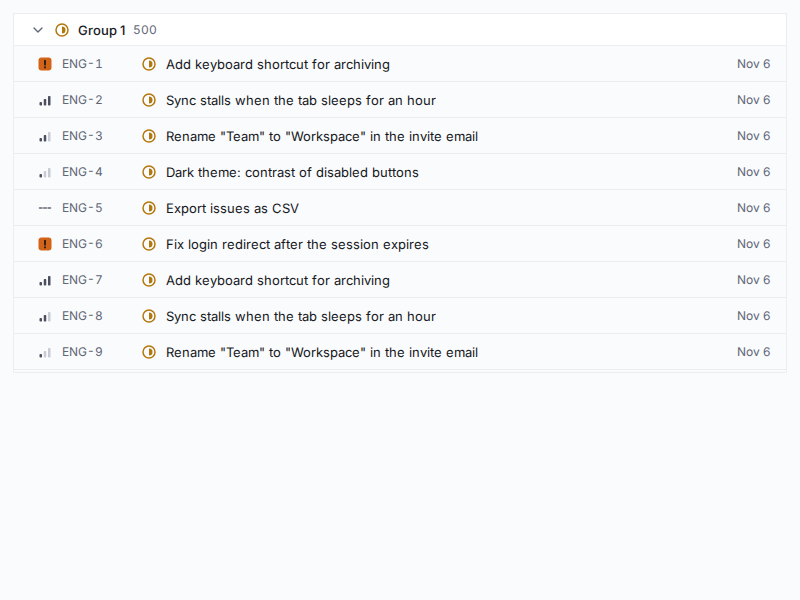 Group 1 500
ENG-1 Add keyboard shortcut for archiving Nov 6
ENG-2 Sync stalls when the tab sleeps for an hour Nov 6
ENG-3 Rename "Team" to "Workspace" in the invite email Nov 6
ENG-4 Dark theme: contrast of disabled buttons Nov 6
ENG-5 Export issues as CSV Nov 6
ENG-6 Fix login redirect after the session expires Nov 6
ENG-7 Add keyboard shortcut for archiving Nov 6
ENG-8 Sync stalls when the tab sleeps for an hour Nov 6
ENG-9 Rename "Team" to "Workspace" in the invite email Nov 6